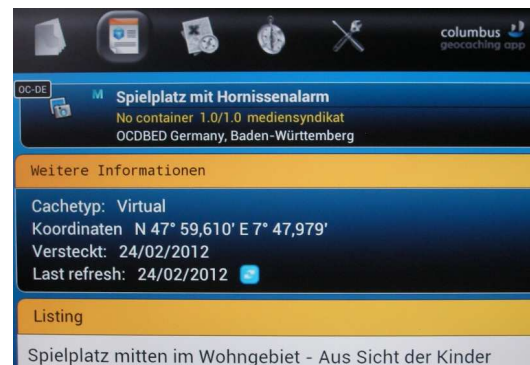 columbus
geocaching app
OC-DE
M Spielplatz mit Hornissenalarm
No container 1.0/1.0 mediensyndikat
OCDBED Germany, Baden-Württemberg
Weitere Informationen
Cachetyp: Virtual
Koordinaten N 47° 59,610' E 7° 47,979'
Versteckt: 24/02/2012
Last refresh: 24/02/2012
Listing
Spielplatz mitten im Wohngebiet - Aus Sicht der Kinder